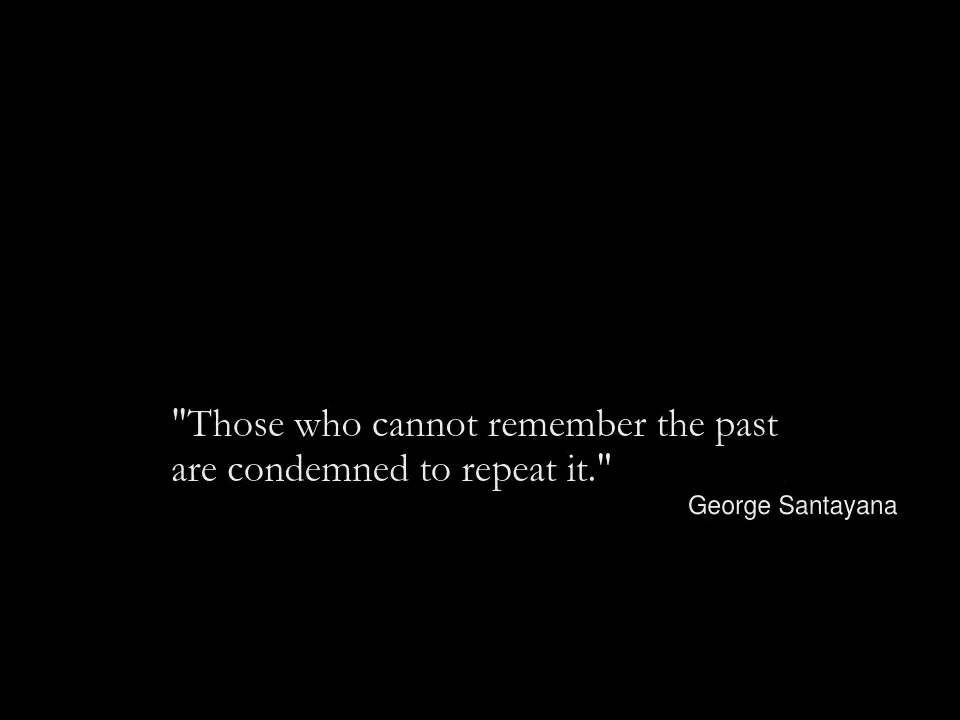 "Those who cannot remember the past
are condemned to repeat it."
George Santayana